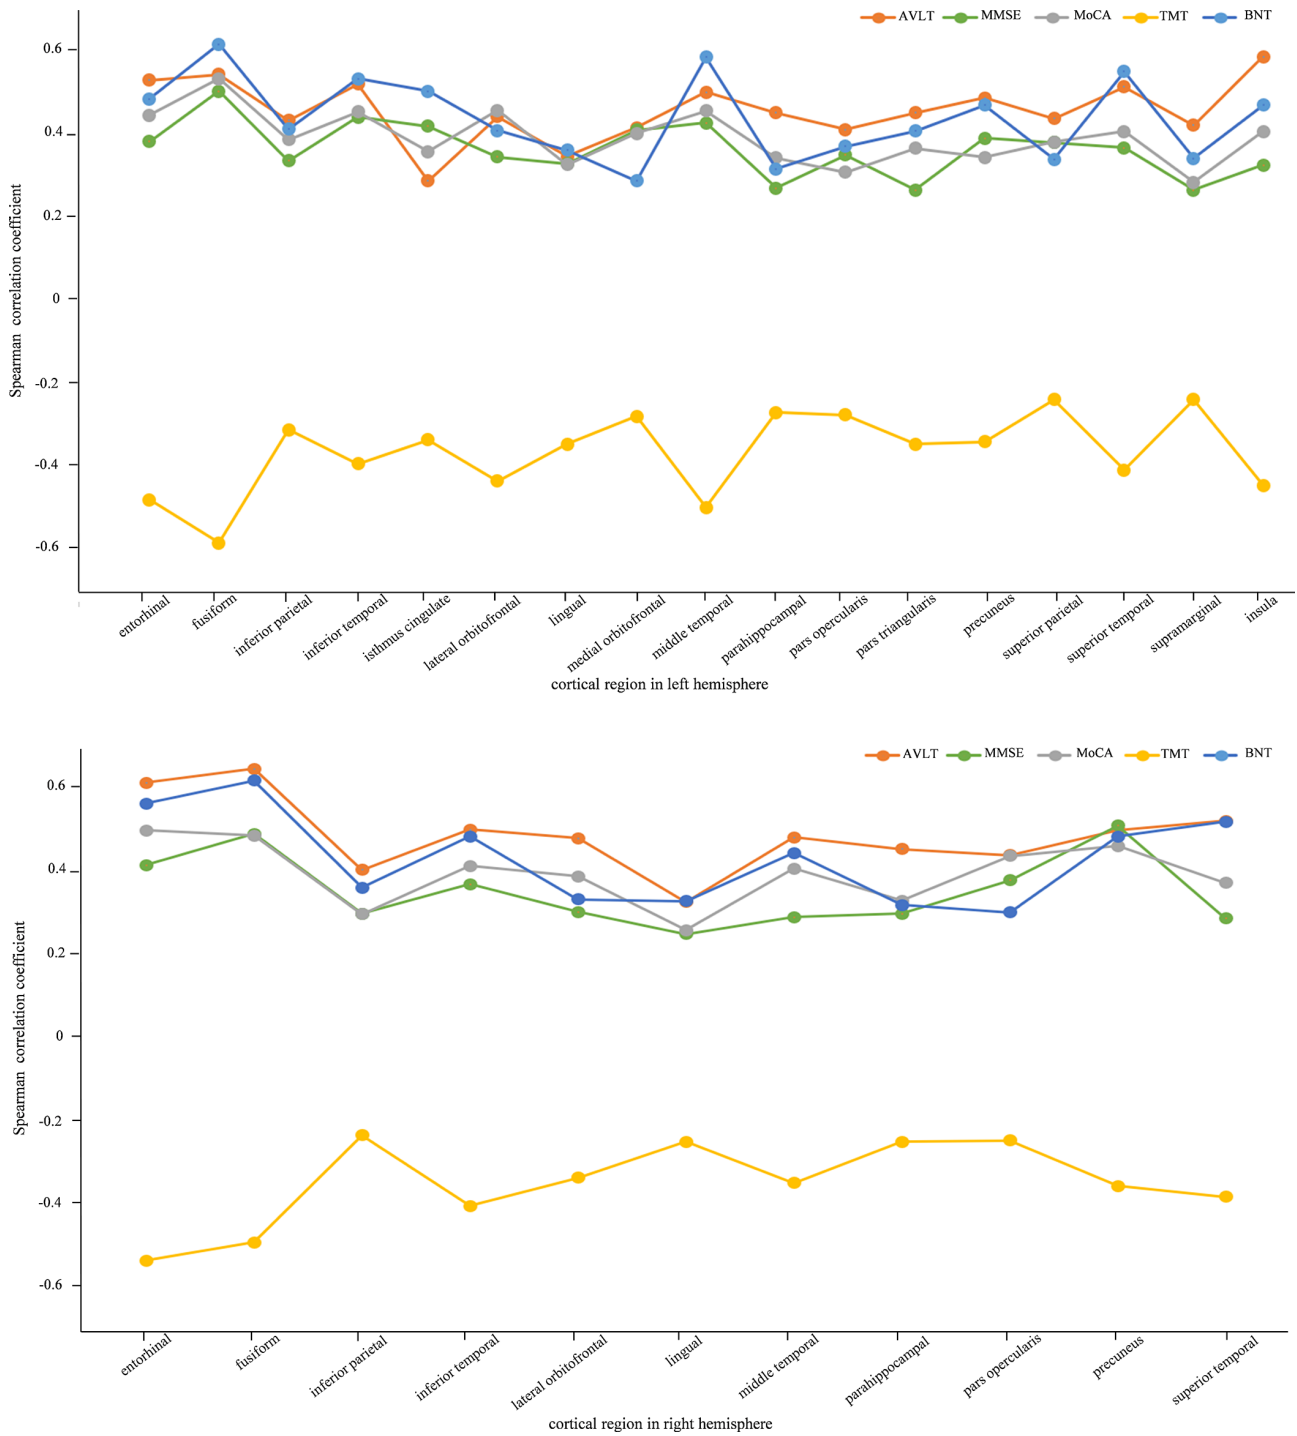 AVLT MMSE MoCA TMT BNT
0.6
0.4
0.2
0
-0.2
-0.4
-0.6
Spearman correlation coefficient
entorhinal
fusiform
inferior parietal
inferior temporal
isthmus cingulate
lateral orbitofrontal
lingual
medial orbitofrontal
middle temporal
parahippocampal
pars opercularis
pars triangularis
precuneus
superior parietal
superior temporal
supramarginal
insula
cortical region in left hemisphere
AVLT MMSE MoCA TMT BNT
0.6
0.4
0.2
0
-0.2
-0.4
-0.6
Spearman correlation coefficient
entorhinal
fusiform
inferior parietal
inferior temporal
lateral orbitofrontal
lingual
middle temporal
parahippocampal
pars opercularis
precuneus
superior temporal
cortical region in right hemisphere